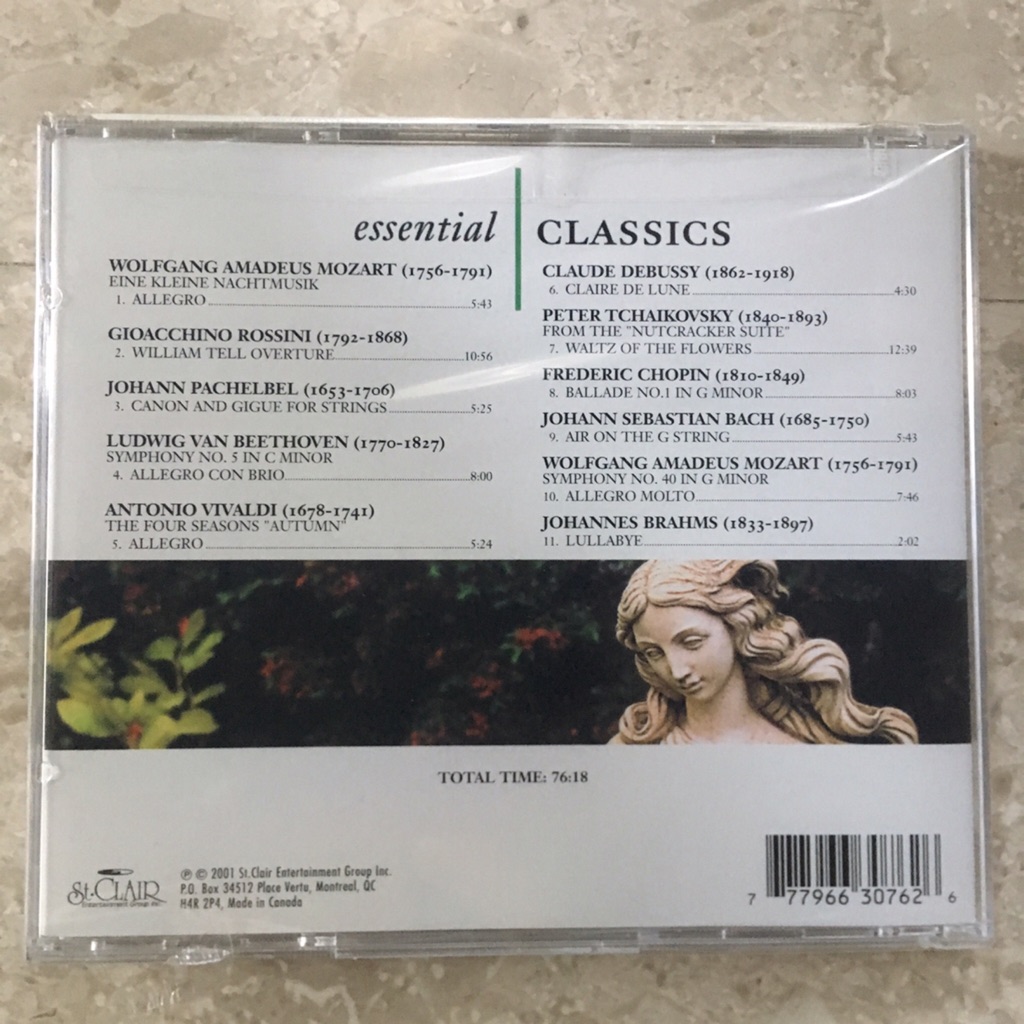 essential CLASSICS
WOLFGANG AMADEUS MOZART (1756-1791)
EINE KLEINE NACHTMUSIK
1. ALLEGRO 5:43
GIOACCHINO ROSSINI (1792-1868)
2. WILLIAM TELL OVERTURE 10:56
JOHANN PACHELBEL (1653-1706)
3. CANON AND GIGUE FOR STRINGS 5:25
LUDWIG VAN BEETHOVEN (1770-1827)
SYMPHONY NO. 5 IN C MINOR
4. ALLEGRO CON BRIO 8:00
ANTONIO VIVALDI (1678-1741)
THE FOUR SEASONS "AUTUMN"
5. ALLEGRO 5:24
CLAUDE DEBUSSY (1862-1918)
6. CLAIRE DE LUNE 4:30
PETER TCHAIKOVSKY (1840-1893)
FROM THE "NUTCRACKER SUITE"
7. WALTZ OF THE FLOWERS 12:39
FREDERIC CHOPIN (1810-1849)
8. BALLADE NO.1 IN G MINOR 8:03
JOHANN SEBASTIAN BACH (1685-1750)
9. AIR ON THE G STRING 5:43
WOLFGANG AMADEUS MOZART (1756-1791)
SYMPHONY NO. 40 IN G MINOR
10. ALLEGRO MOLTO 7:46
JOHANNES BRAHMS (1833-1897)
11. LULLABYE 2:02
TOTAL TIME: 76:18
St.CLAIR
Entertainment Group Inc.
℗ © 2001 St.Clair Entertainment Group Inc.
P.O. Box 34512 Place Vertu, Montreal, QC
H4R 2P4, Made in Canada
7 77966 30762 6